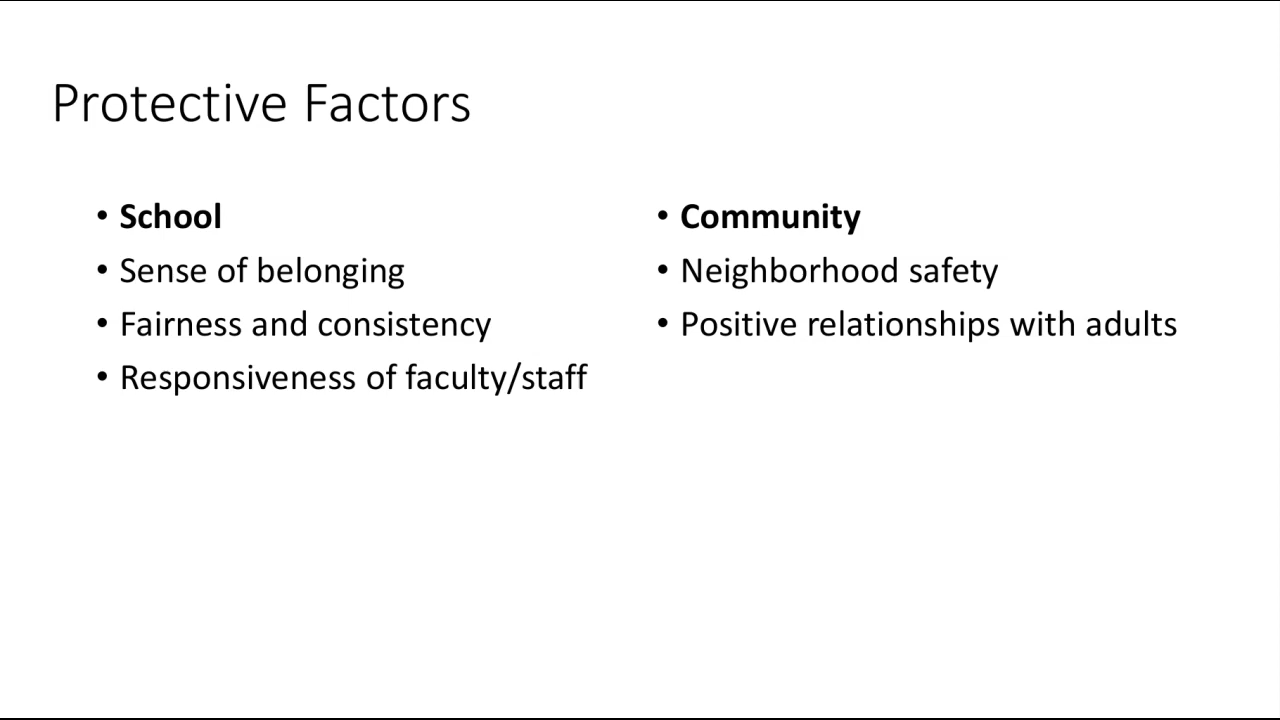 Protective Factors
• School
• Sense of belonging
• Fairness and consistency
• Responsiveness of faculty/staff
• Community
• Neighborhood safety
• Positive relationships with adults